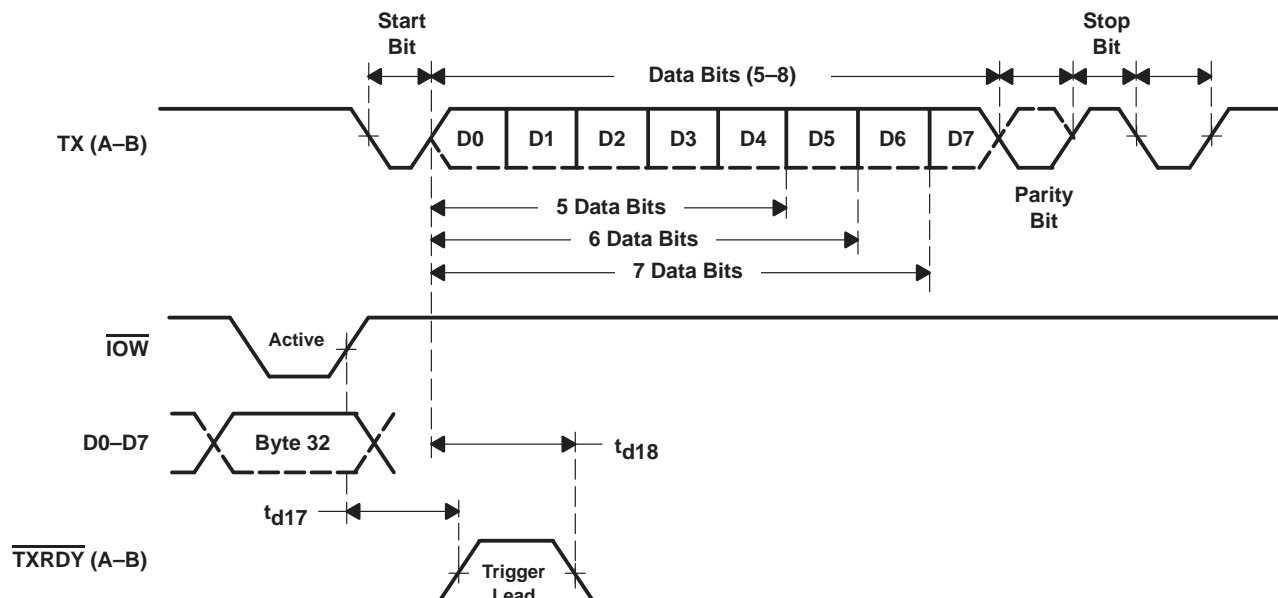 Start
Bit
Stop
Bit
Data Bits (5–8)
TX (A–B)
D0
D1
D2
D3
D4
D5
D6
D7
Parity
Bit
5 Data Bits
6 Data Bits
7 Data Bits
IOW
Active
D0–D7
Byte 32
td18
td17
TXRDY (A–B)
Trigger
Lead